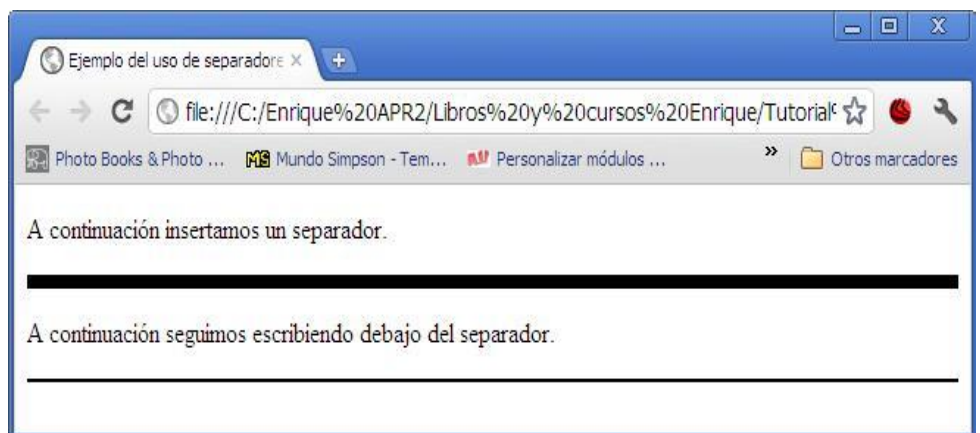 Ejemplo del uso de separadore
file:///C:/Enrique%20APR2/Libros%20y%20cursos%20Enrique/Tutorial
Photo Books & Photo ... MS Mundo Simpson - Tem... Personalizar módulos ... » Otros marcadores
A continuación insertamos un separador.
A continuación seguimos escribiendo debajo del separador.